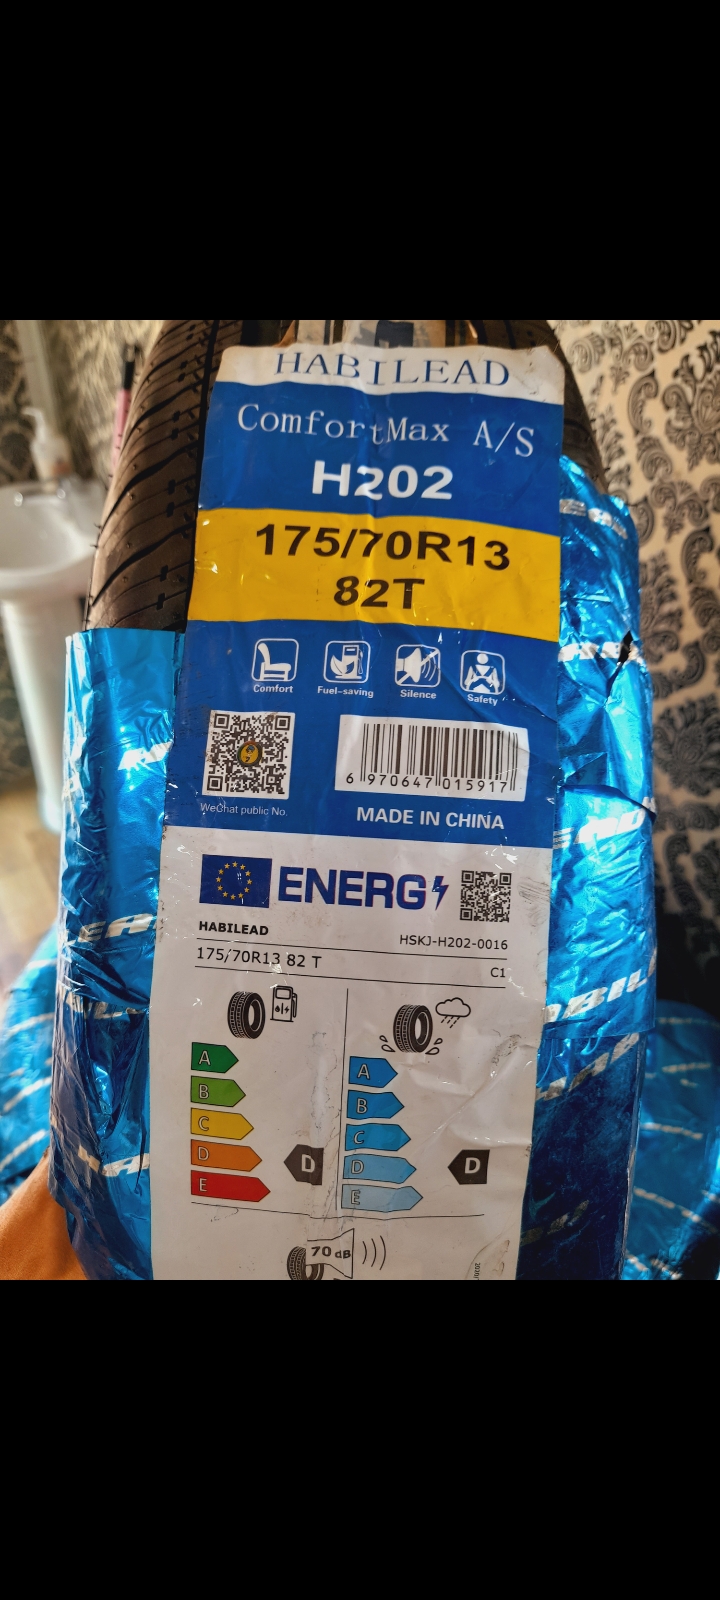 HABILEAD
ComfortMax A/S
H202
175/70R13
82T
Comfort Fuel-saving Silence Safety
6 970647 015917
WeChat public No.
MADE IN CHINA
ENERG
HABILEAD
HSKJ-H202-0016
175/70R13 82 T
C1
A
B
C
D
E
D
A
B
C
D
E
D
70 dB